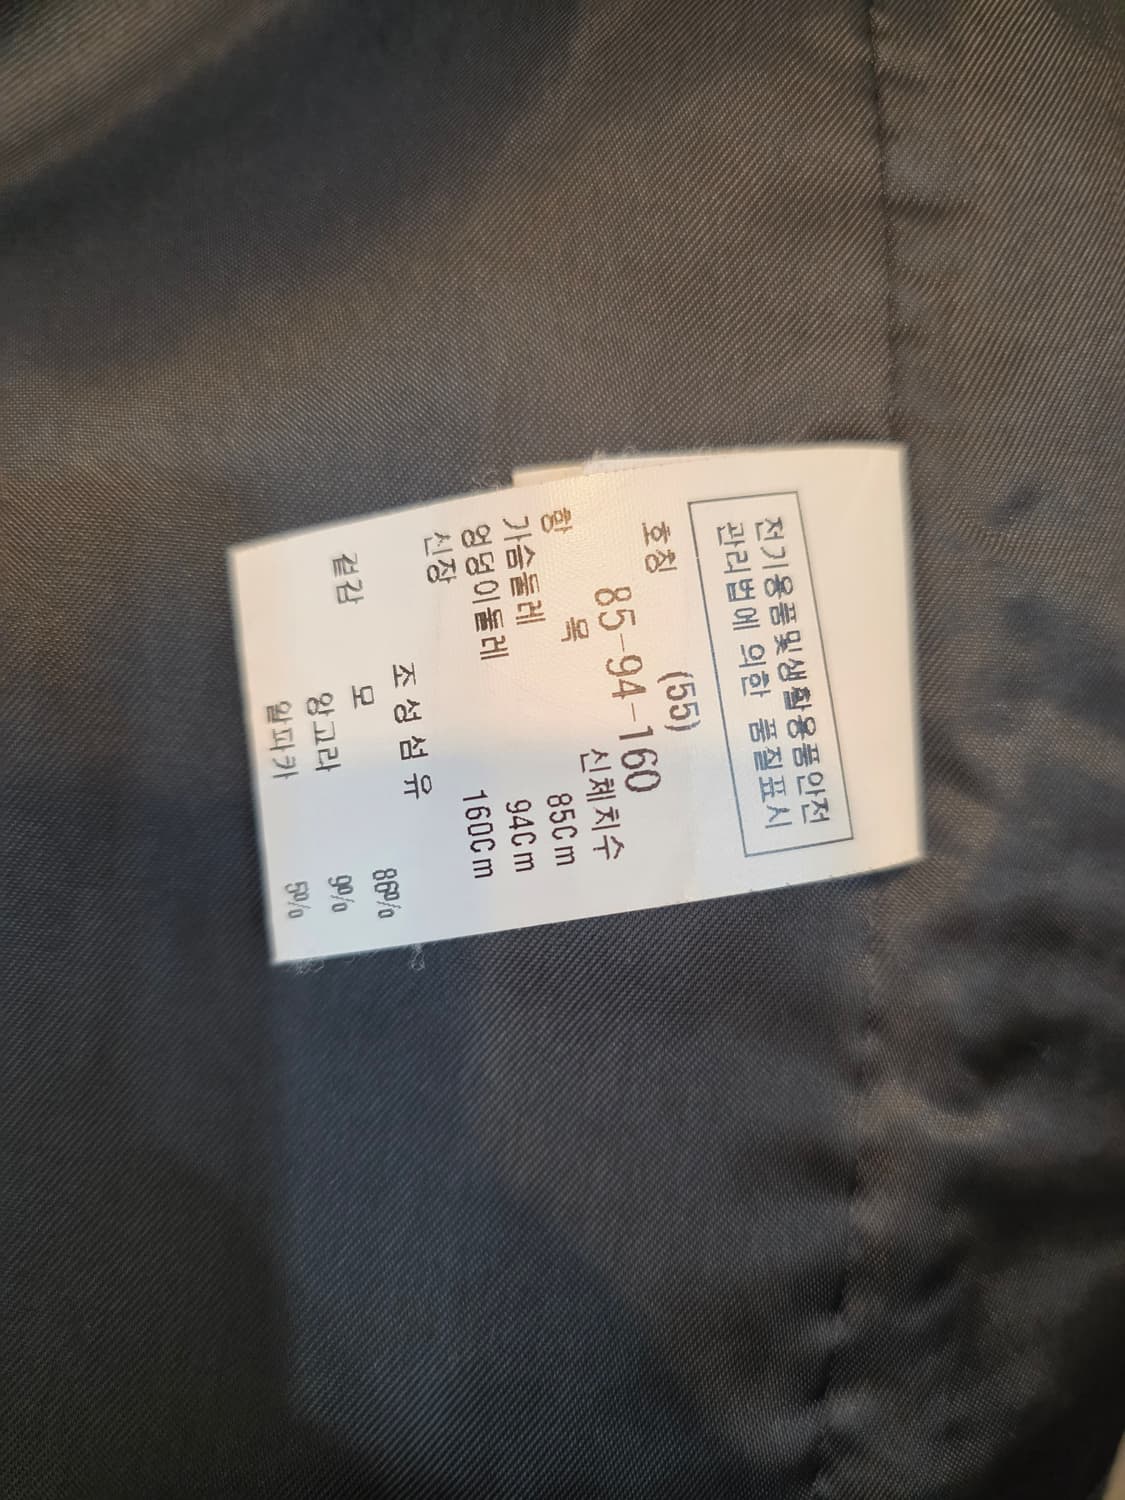 전기용품및생활용품안전
관리법에 의한 품질표시
호칭 (55)
85-94-160
항 목 신체치수
가슴둘레 85Cm
엉덩이둘레 94Cm
신장 160Cm
조성섬유
겉감 모 86%
앙고라 9%
알파카 5%